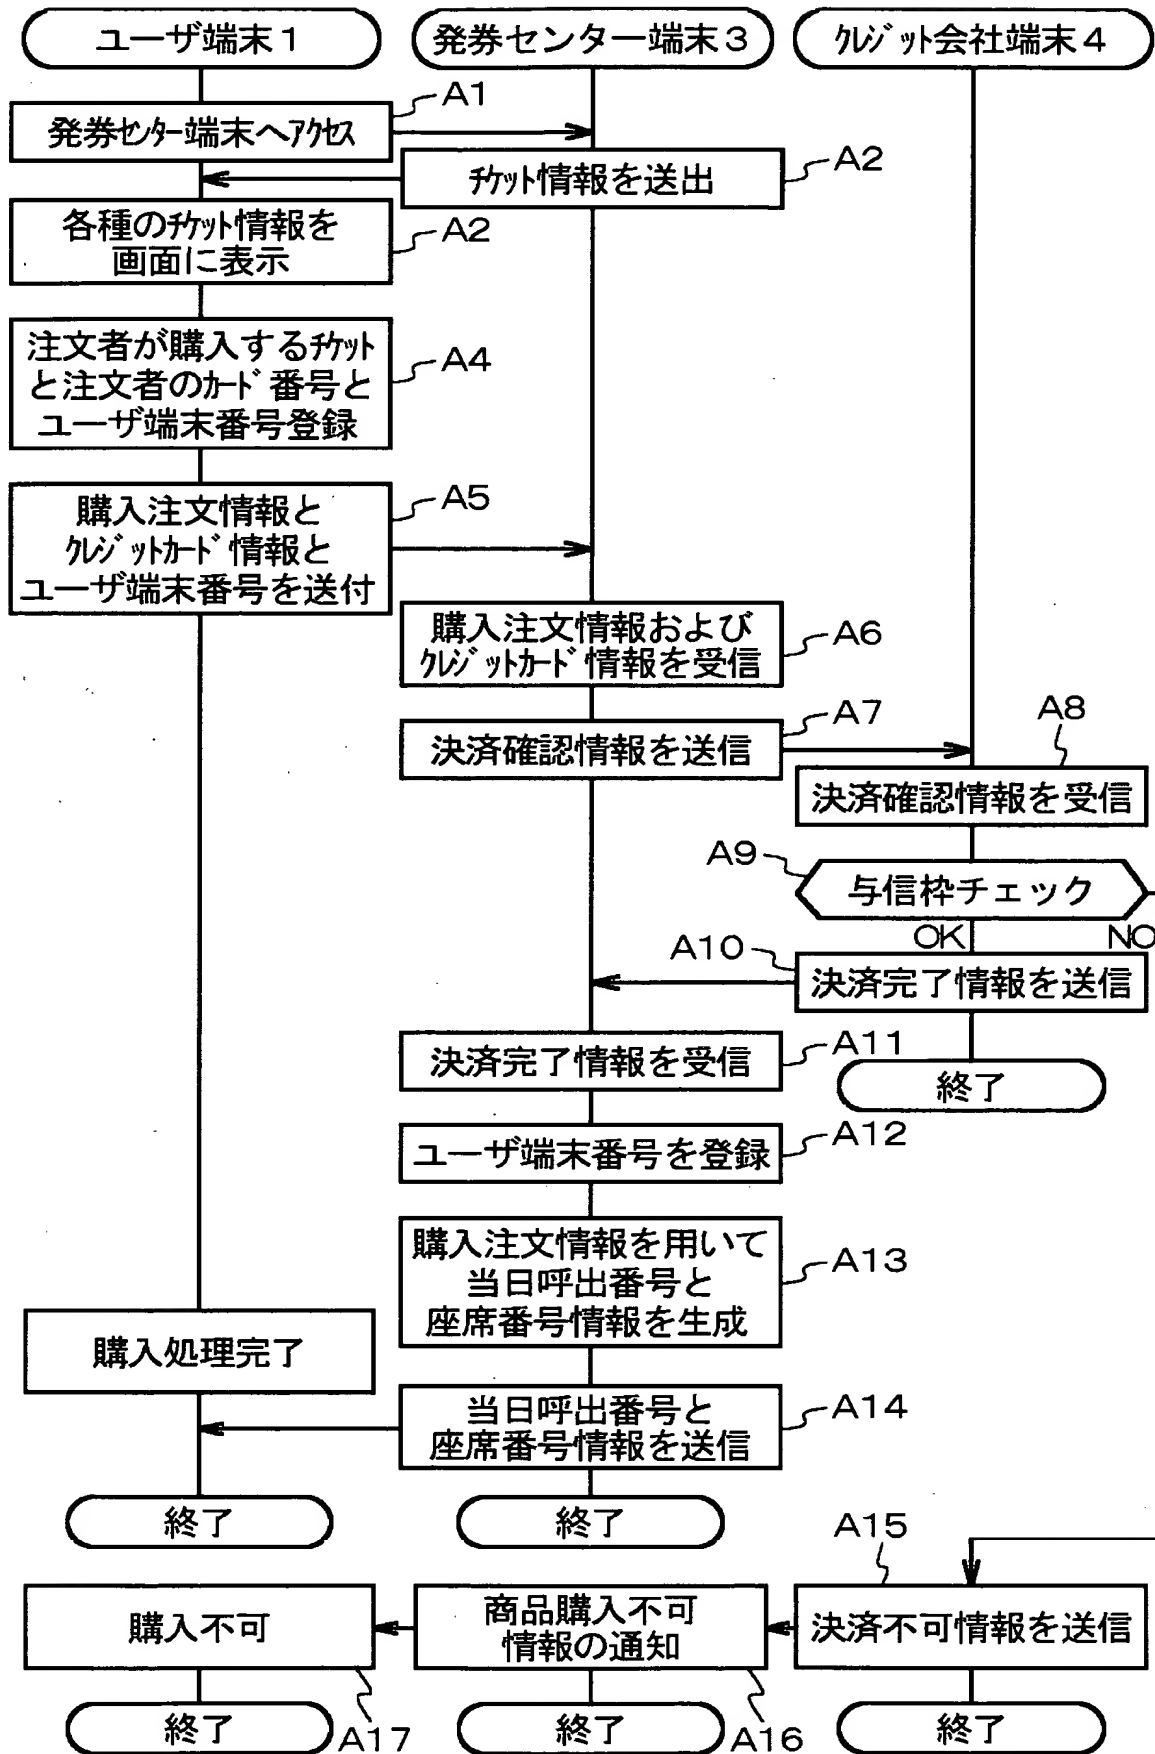 ユーザ端末1
発券センター端末3
クレジット会社端末4
A1
発券センター端末へアクセス
チケット情報を送出
A2
各種のチケット情報を
画面に表示
A2
注文者が購入するチケット
と注文者のカード番号と
ユーザ端末番号登録
A4
購入注文情報と
クレジットカード情報と
ユーザ端末番号を送付
A5
購入注文情報および
クレジットカード情報を受信
A6
決済確認情報を送信
A7
A8
決済確認情報を受信
A9
与信枠チェック
OK
NO
A10
決済完了情報を送信
決済完了情報を受信
A11
終了
ユーザ端末番号を登録
A12
購入注文情報を用いて
当日呼出番号と
座席番号情報を生成
A13
購入処理完了
当日呼出番号と
座席番号情報を送信
A14
終了
終了
A15
購入不可
商品購入不可
情報の通知
決済不可情報を送信
終了
A17
終了
A16
終了